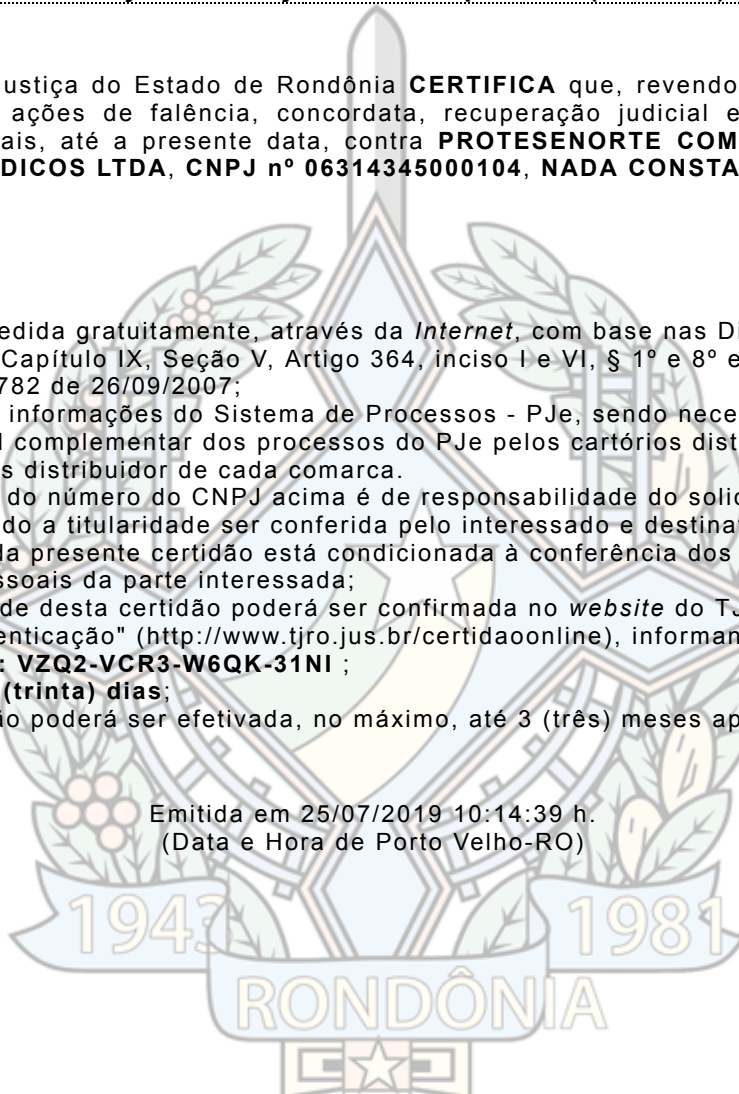 ustiça do Estado de Rondônia CERTIFICA que, revendo
ações de falência, concordata, recuperação judicial e
ais, até a presente data, contra PROTESENORTE COM
DICOS LTDA, CNPJ nº 06314345000104, NADA CONSTA
edida gratuitamente, através da Internet, com base nas Di
Capítulo IX, Seção V, Artigo 364, inciso I e VI, § 1º e 8º e
782 de 26/09/2007;
informações do Sistema de Processos - PJe, sendo nece
l complementar dos processos do PJe pelos cartórios dist
s distribuidor de cada comarca.
do número do CNPJ acima é de responsabilidade do solic
do a titularidade ser conferida pelo interessado e destinat
da presente certidão está condicionada à conferência dos
ssoais da parte interessada;
de desta certidão poderá ser confirmada no website do TJ
enticação" (http://www.tjro.jus.br/certidaoonline), informan
: VZQ2-VCR3-W6QK-31NI ;
(trinta) dias;
ão poderá ser efetivada, no máximo, até 3 (três) meses ap
Emitida em 25/07/2019 10:14:39 h.
(Data e Hora de Porto Velho-RO)
1943 1981
RONDÔNIA